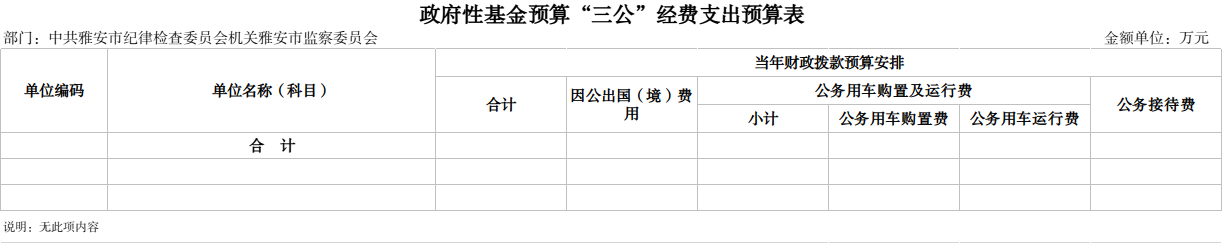 政府性基金预算“三公”经费支出预算表
部门：中共雅安市纪律检查委员会机关雅安市监察委员会 金额单位：万元
当年财政拨款预算安排
单位编码 单位名称（科目） 合计 因公出国（境）费用 公务用车购置及运行费 公务接待费
小计 公务用车购置费 公务用车运行费
合 计
说明：无此项内容